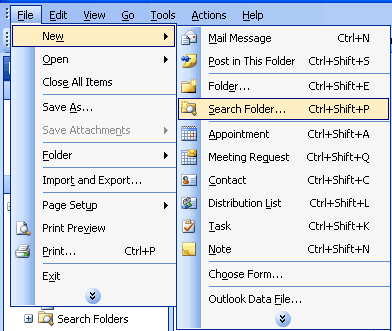 File Edit View Go Tools Actions Help
New
Open
Close All Items
Save As...
Save Attachments
Folder
Import and Export...
Page Setup
Print Preview
Print... Ctrl+P
Exit
Mail Message Ctrl+N
Post in This Folder Ctrl+Shift+S
Folder... Ctrl+Shift+E
Search Folder... Ctrl+Shift+P
Appointment Ctrl+Shift+A
Meeting Request Ctrl+Shift+Q
Contact Ctrl+Shift+C
Distribution List Ctrl+Shift+L
Task Ctrl+Shift+K
Note Ctrl+Shift+N
Choose Form...
Outlook Data File...
Search Folders